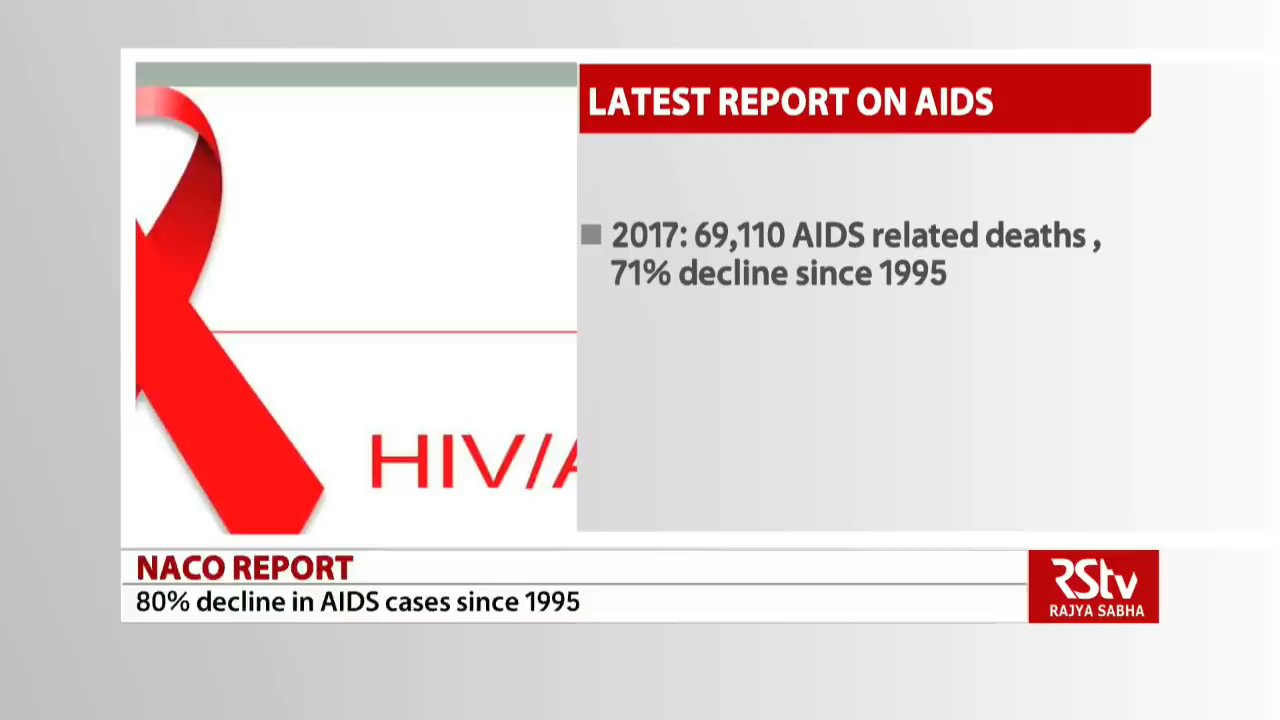 LATEST REPORT ON AIDS
2017: 69,110 AIDS related deaths ,
71% decline since 1995
HIV/A
NACO REPORT
80% decline in AIDS cases since 1995
RStv
RAJYA SABHA